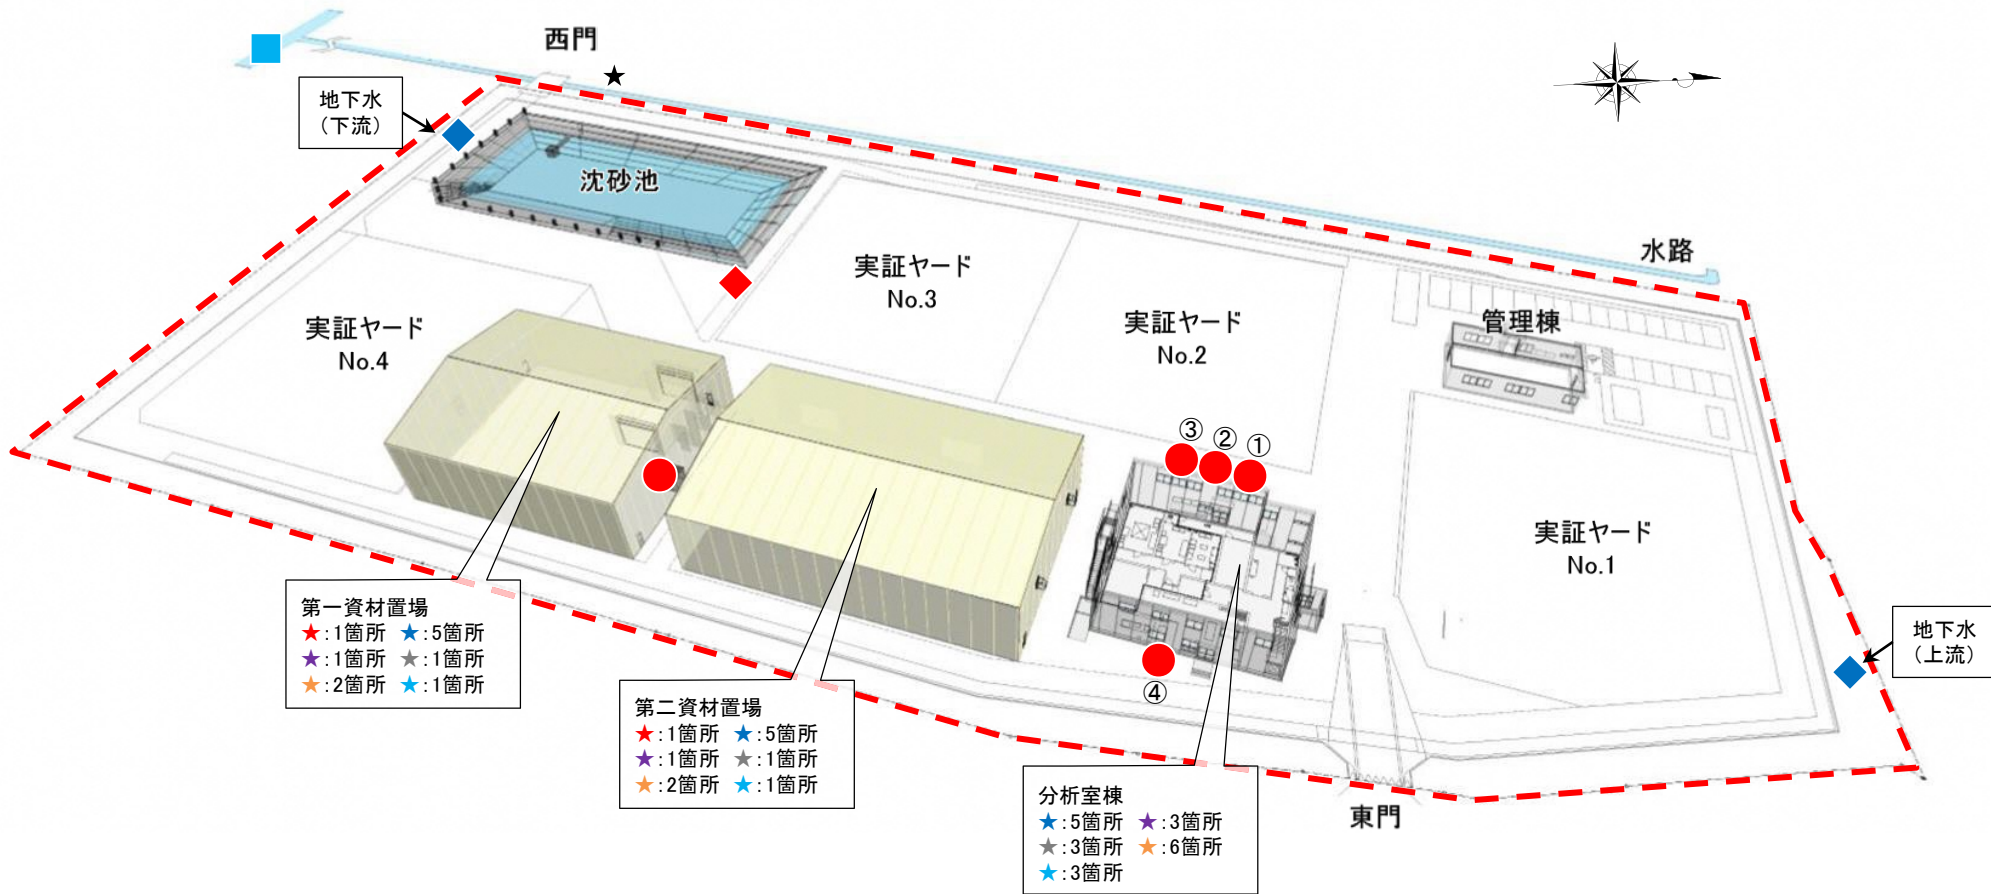 西門
★
地下水
（下流）
沈砂池
水路
実証ヤード
No.3
実証ヤード
No.4
実証ヤード
No.2
管理棟
③
②
①
実証ヤード
No.1
第一資材置場
★：1箇所 ★：5箇所
★：1箇所 ★：1箇所
★：2箇所 ★：1箇所
地下水
（上流）
④
第二資材置場
★：1箇所 ★：5箇所
★：1箇所 ★：1箇所
★：2箇所 ★：1箇所
分析室棟
★：5箇所 ★：3箇所
★：3箇所 ★：6箇所
★：3箇所
東門